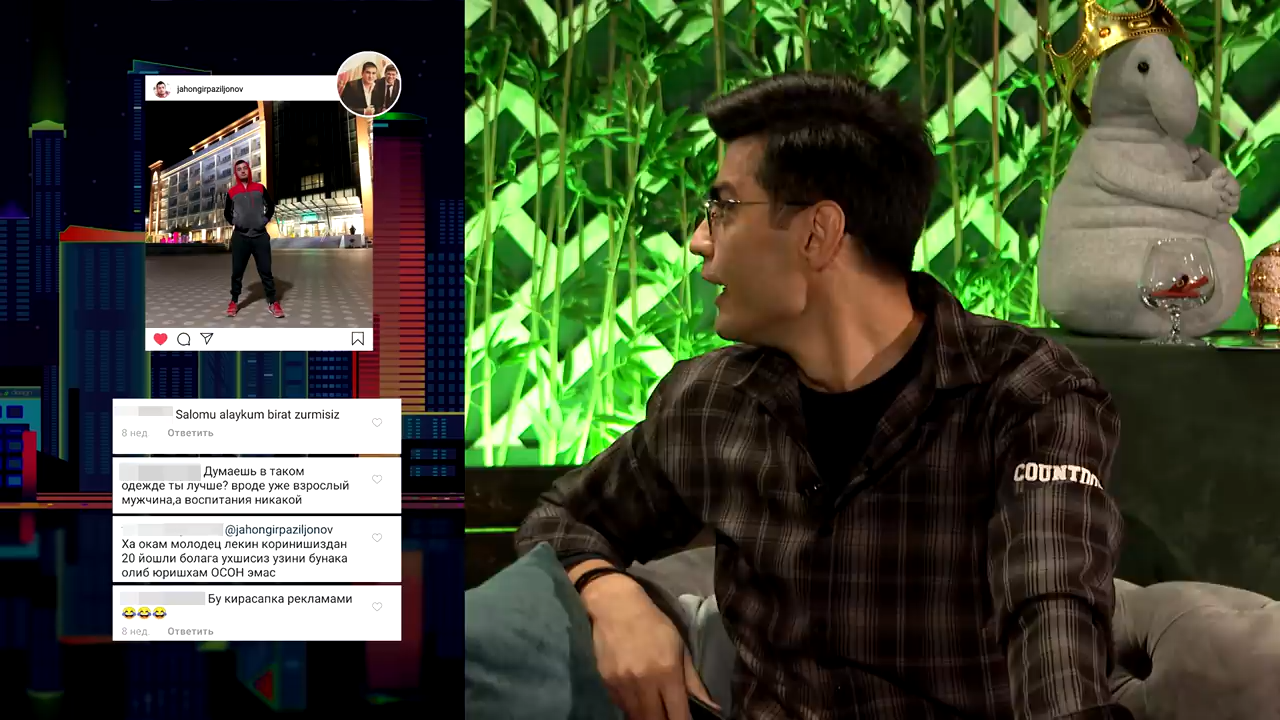 jahongirpaziljonov
Salomu alaykum birat zurmisiz
8 нед
Ответить
Думаешь в таком
одежде ты лучше? вроде уже взрослый
мужчина,а воспитания никакой
@jahongirpaziljonov
Ха окам молодец лекин коринишиздан
20 йошли болага ухшисиз узини бунака
олиб юришхам ОСОН эмас
Бу кирасапка рекламами
😂😂😂
8 нед.
Ответить